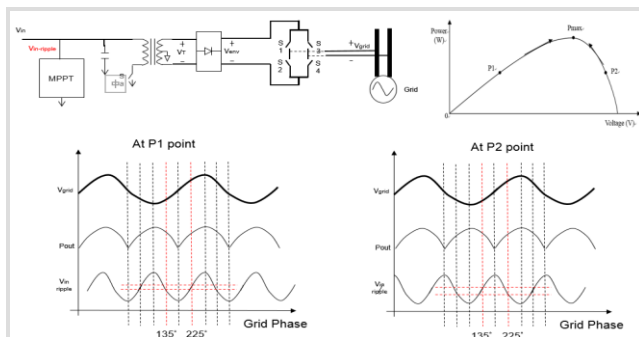 Vin
Vin-ripple
MPPT
VT
Venv
S
1
S
2
S
3
S
4
+
Vgrid
-
Grid
Power-
(W)-
Pmax-
P1-
P2-
0-
Voltage (V)-
At P1 point
Vgrid
Pout
Vin
ripple
135° 225°
Grid Phase
At P2 point
Vgrid
Pout
Vin
ripple
135° 225°
Grid Phase